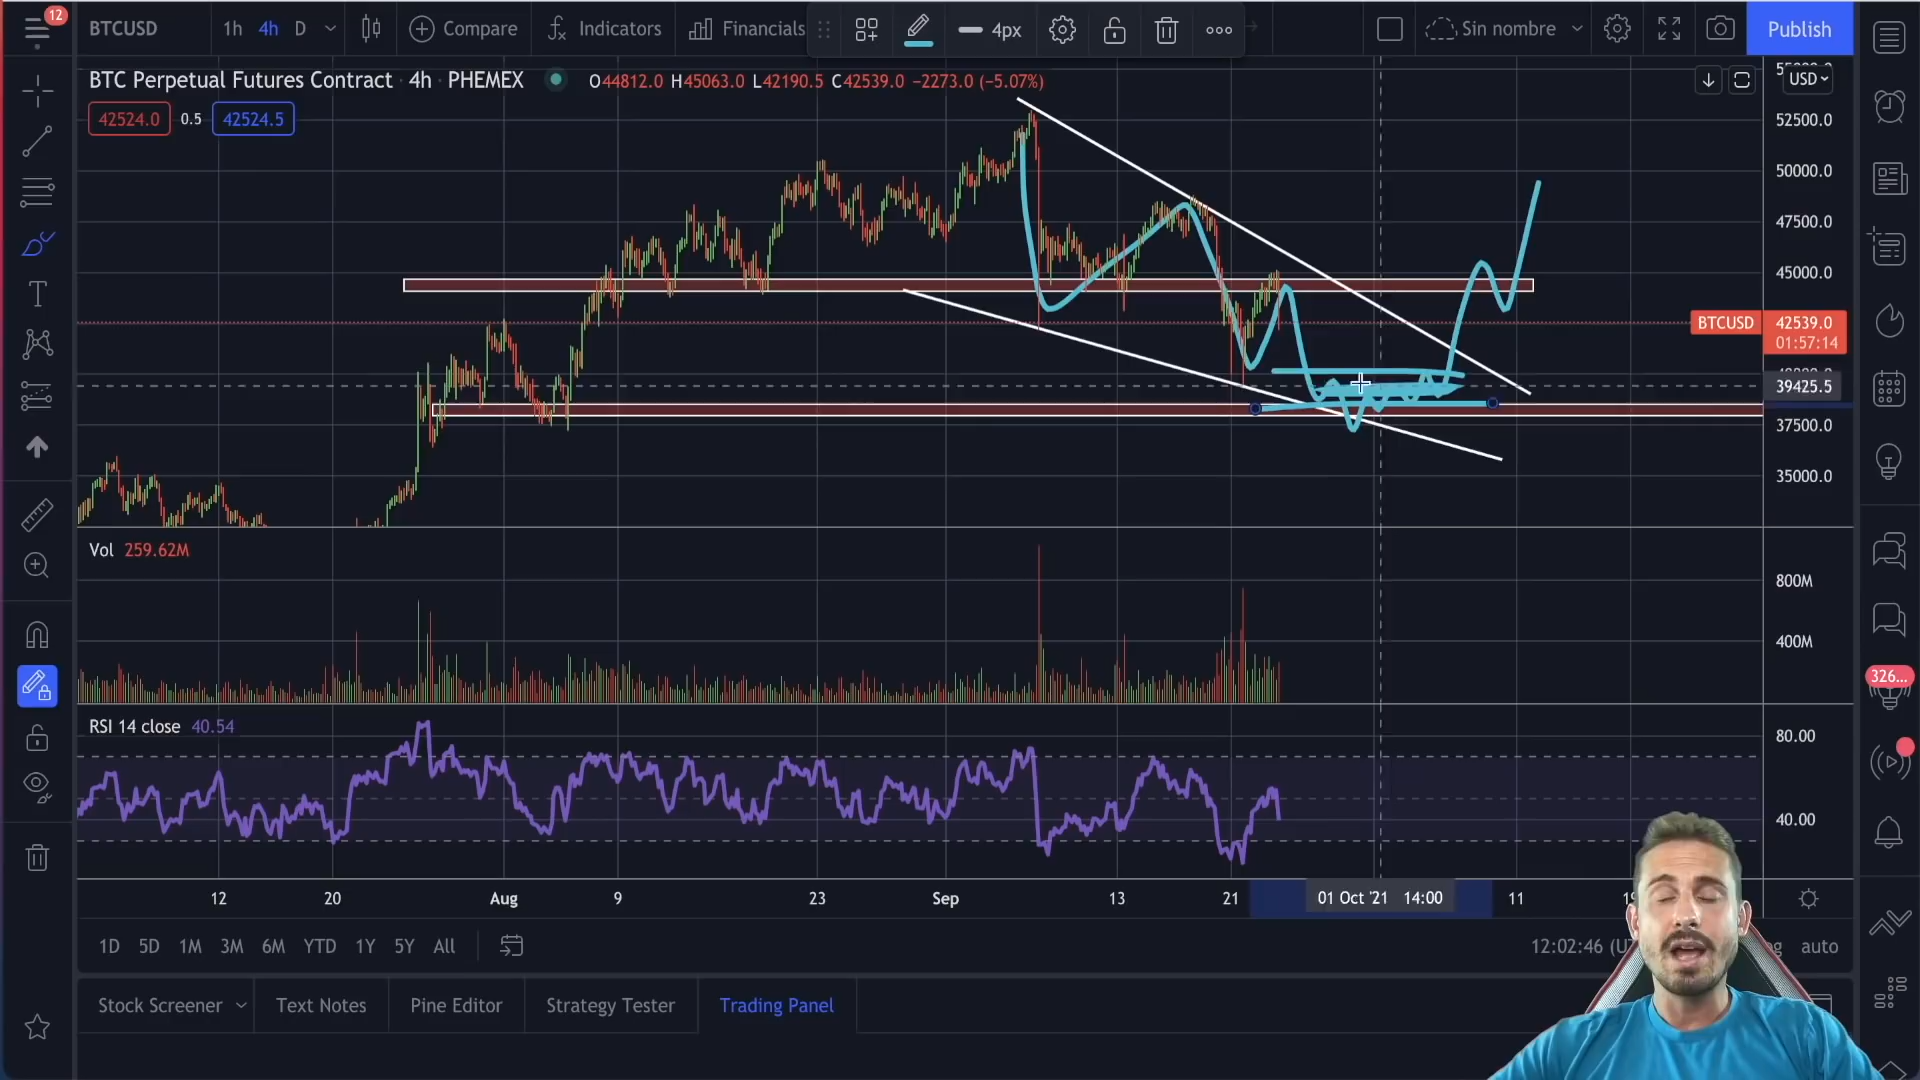 12
BTCUSD
1h
4h
D
Compare
Indicators
Financials
4px
Sin nombre
Publish
BTC Perpetual Futures Contract · 4h · PHEMEX
O44812.0 H45063.0 L42190.5 C42539.0 −2273.0 (−5.07%)
USD
42524.0
0.5
42524.5
52500.0
50000.0
47500.0
45000.0
BTCUSD
42539.0
01:57:14
39425.5
37500.0
35000.0
Vol 259.62M
800M
400M
326...
RSI 14 close 40.54
80.00
40.00
12
20
Aug
9
23
Sep
13
21
01 Oct '21 14:00
11
1D
5D
1M
3M
6M
YTD
1Y
5Y
All
12:02:46
auto
Stock Screener
Text Notes
Pine Editor
Strategy Tester
Trading Panel